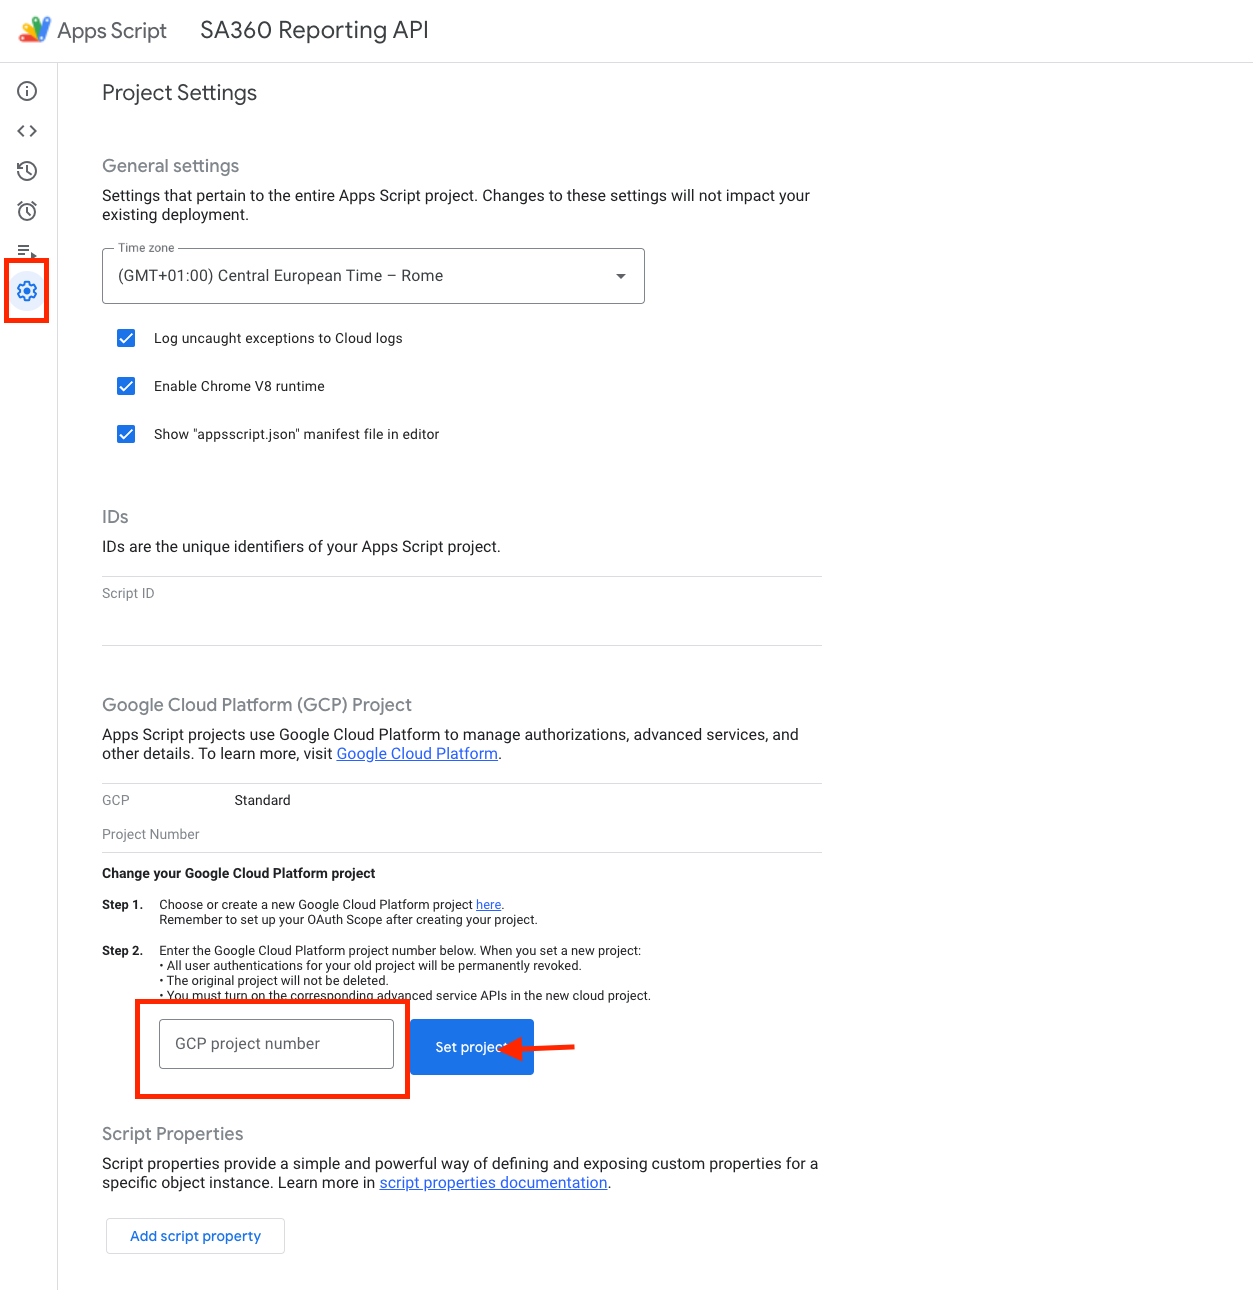 Apps Script SA360 Reporting API
Project Settings
General settings
Settings that pertain to the entire Apps Script project. Changes to these settings will not impact your
existing deployment.
Time zone
(GMT+01:00) Central European Time – Rome
Log uncaught exceptions to Cloud logs
Enable Chrome V8 runtime
Show "appsscript.json" manifest file in editor
IDs
IDs are the unique identifiers of your Apps Script project.
Script ID
Google Cloud Platform (GCP) Project
Apps Script projects use Google Cloud Platform to manage authorizations, advanced services, and
other details. To learn more, visit Google Cloud Platform.
GCP Standard
Project Number
Change your Google Cloud Platform project
Step 1. Choose or create a new Google Cloud Platform project here.
Remember to set up your OAuth Scope after creating your project.
Step 2. Enter the Google Cloud Platform project number below. When you set a new project:
• All user authentications for your old project will be permanently revoked.
• The original project will not be deleted.
• You must turn on the corresponding advanced service APIs in the new cloud project.
GCP project number Set project
Script Properties
Script properties provide a simple and powerful way of defining and exposing custom properties for a
specific object instance. Learn more in script properties documentation.
Add script property